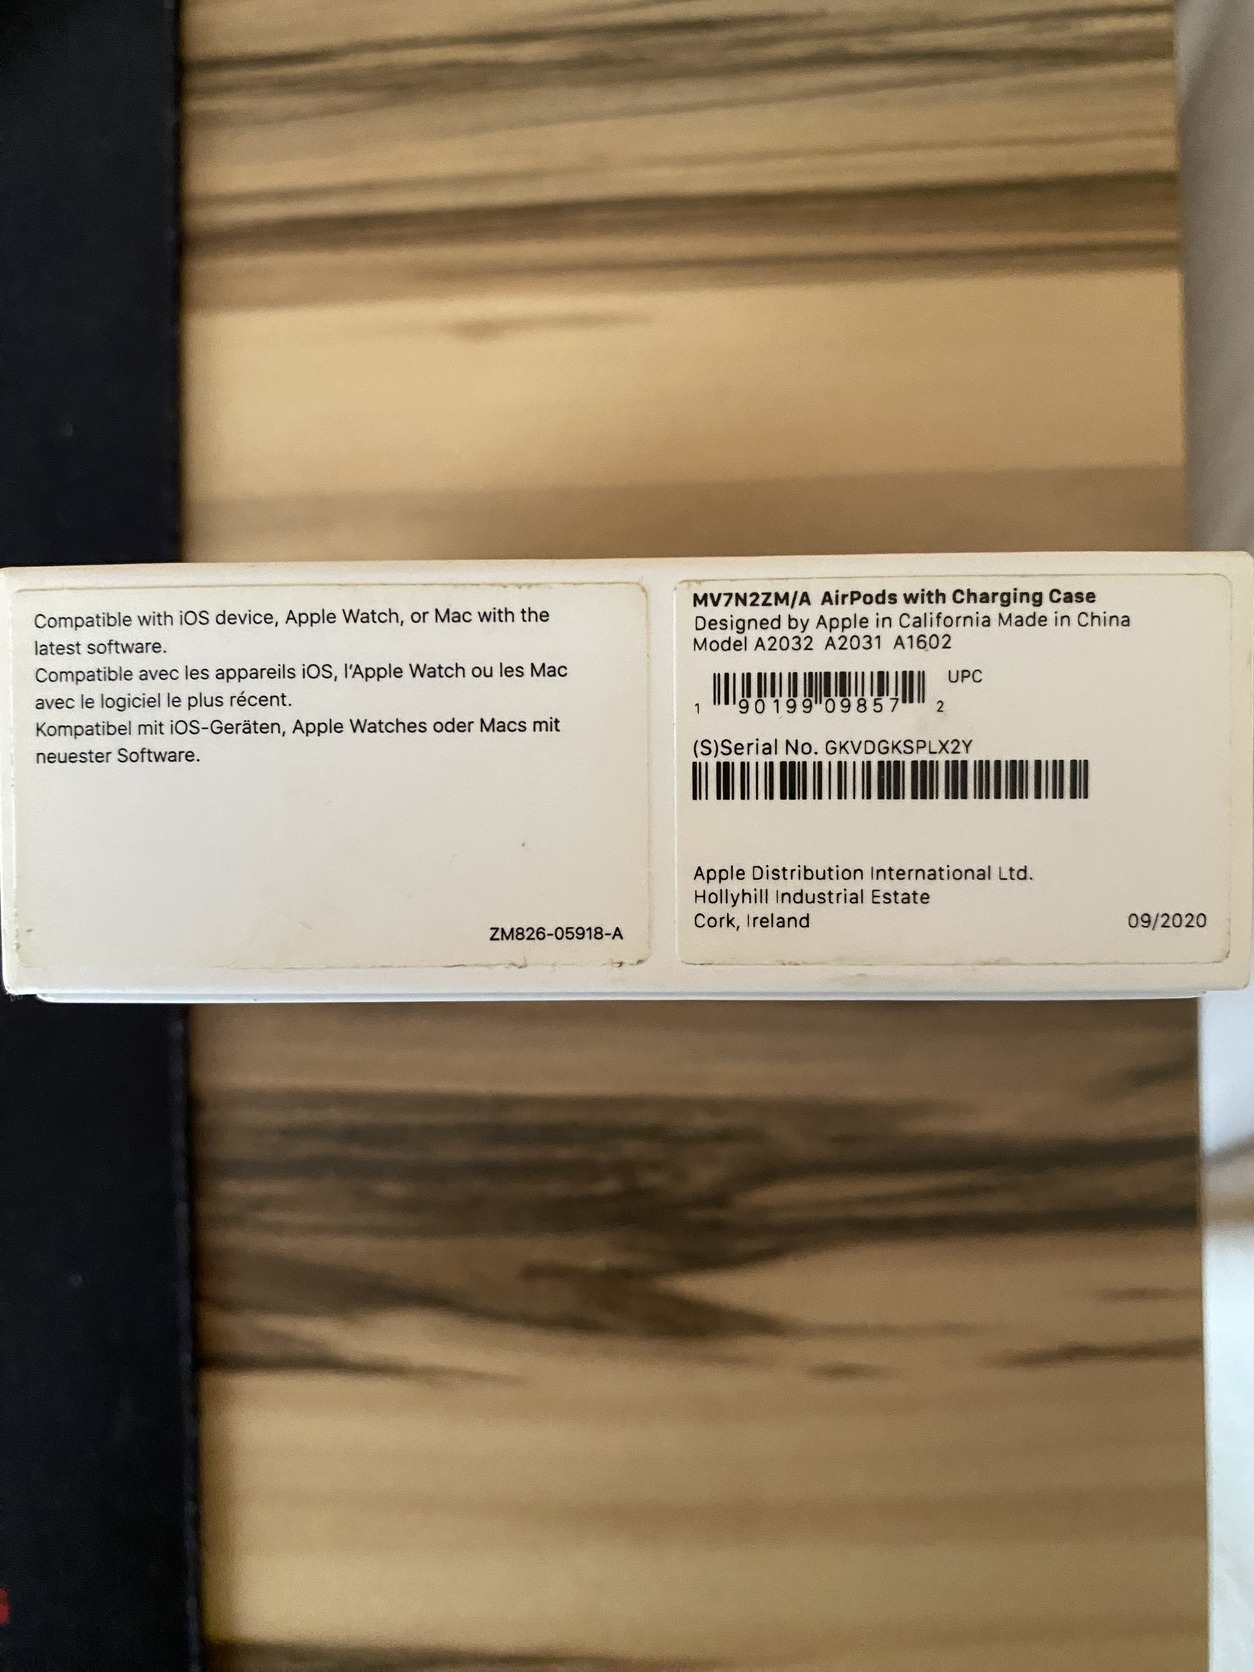 Compatible with iOS device, Apple Watch, or Mac with the
latest software.
Compatible avec les appareils iOS, l'Apple Watch ou les Mac
avec le logiciel le plus récent.
Kompatibel mit iOS-Geräten, Apple Watches oder Macs mit
neuester Software.
ZM826-05918-A
MV7N2ZM/A AirPods with Charging Case
Designed by Apple in California Made in China
Model A2032 A2031 A1602
UPC
1 90199 09857 2
(S)Serial No. GKVDGKSPLX2Y
Apple Distribution International Ltd.
Hollyhill Industrial Estate
Cork, Ireland
09/2020